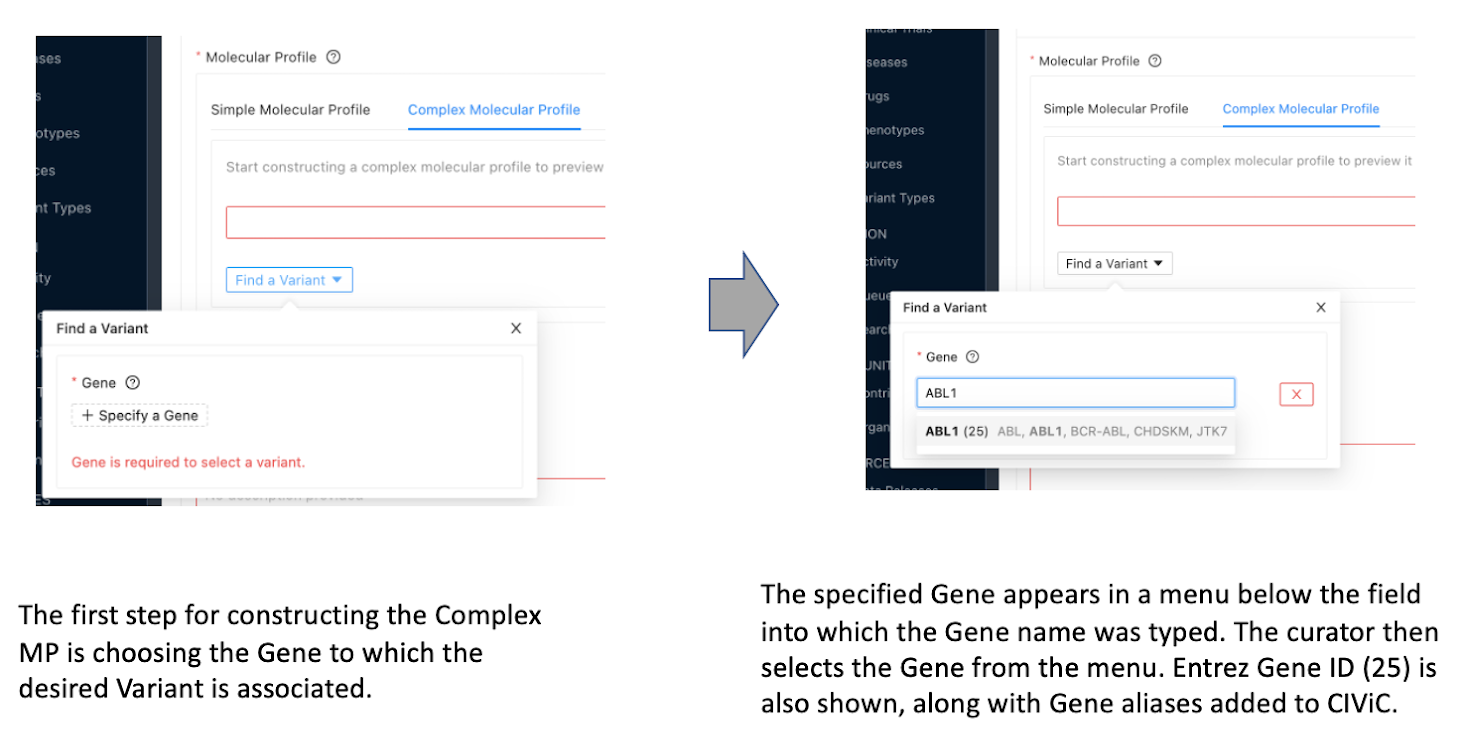 ases
s
otypes
ces
nt Types
ity
ES
* Molecular Profile ?
Simple Molecular Profile Complex Molecular Profile
Start constructing a complex molecular profile to preview
Find a Variant
Find a Variant X
* Gene ?
+ Specify a Gene
Gene is required to select a variant.
No description provided
The first step for constructing the Complex
MP is choosing the Gene to which the
desired Variant is associated.
inical Trials
seases
rugs
henotypes
ources
ariant Types
ION
ctivity
ueue
earc
UNIT
ontri
rgan
RCE
ata Releases
* Molecular Profile ?
Simple Molecular Profile Complex Molecular Profile
Start constructing a complex molecular profile to preview it
Find a Variant
Find a Variant X
* Gene ?
ABL1 X
ABL1 (25) ABL, ABL1, BCR-ABL, CHDSKM, JTK7
The specified Gene appears in a menu below the field
into which the Gene name was typed. The curator then
selects the Gene from the menu. Entrez Gene ID (25) is
also shown, along with Gene aliases added to CIViC.